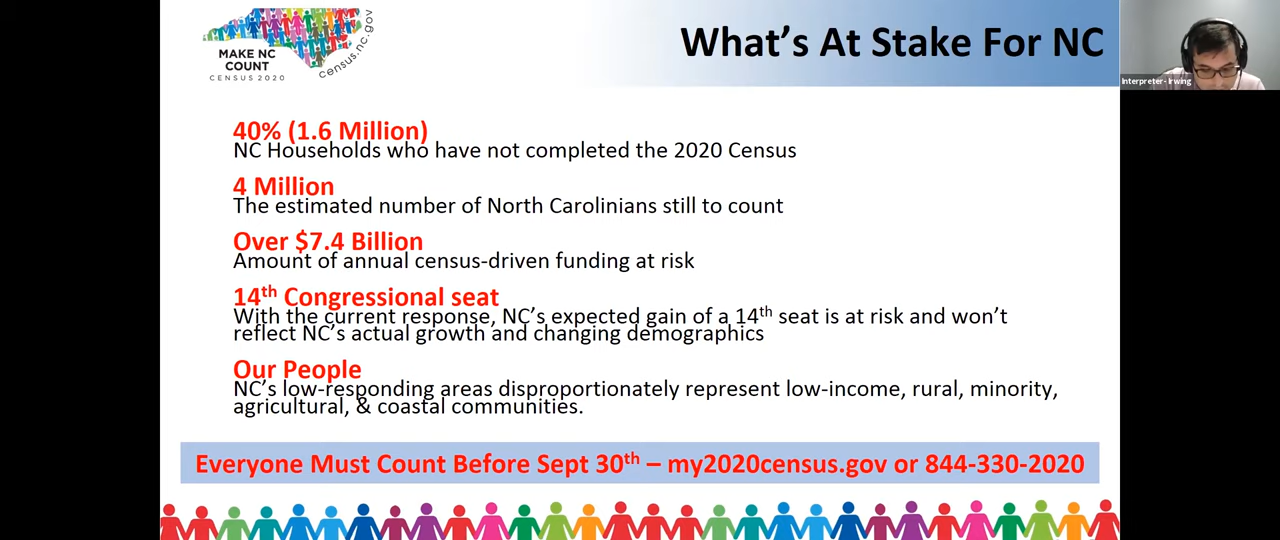 MAKE NC
COUNT
CENSUS 2020
census.nc.gov
What's At Stake For NC
Interpreter - Irwing
40% (1.6 Million)
NC Households who have not completed the 2020 Census
4 Million
The estimated number of North Carolinians still to count
Over $7.4 Billion
Amount of annual census-driven funding at risk
14th Congressional seat
With the current response, NC's expected gain of a 14th seat is at risk and won't
reflect NC's actual growth and changing demographics
Our People
NC's low-responding areas disproportionately represent low-income, rural, minority,
agricultural, & coastal communities.
Everyone Must Count Before Sept 30th – my2020census.gov or 844-330-2020